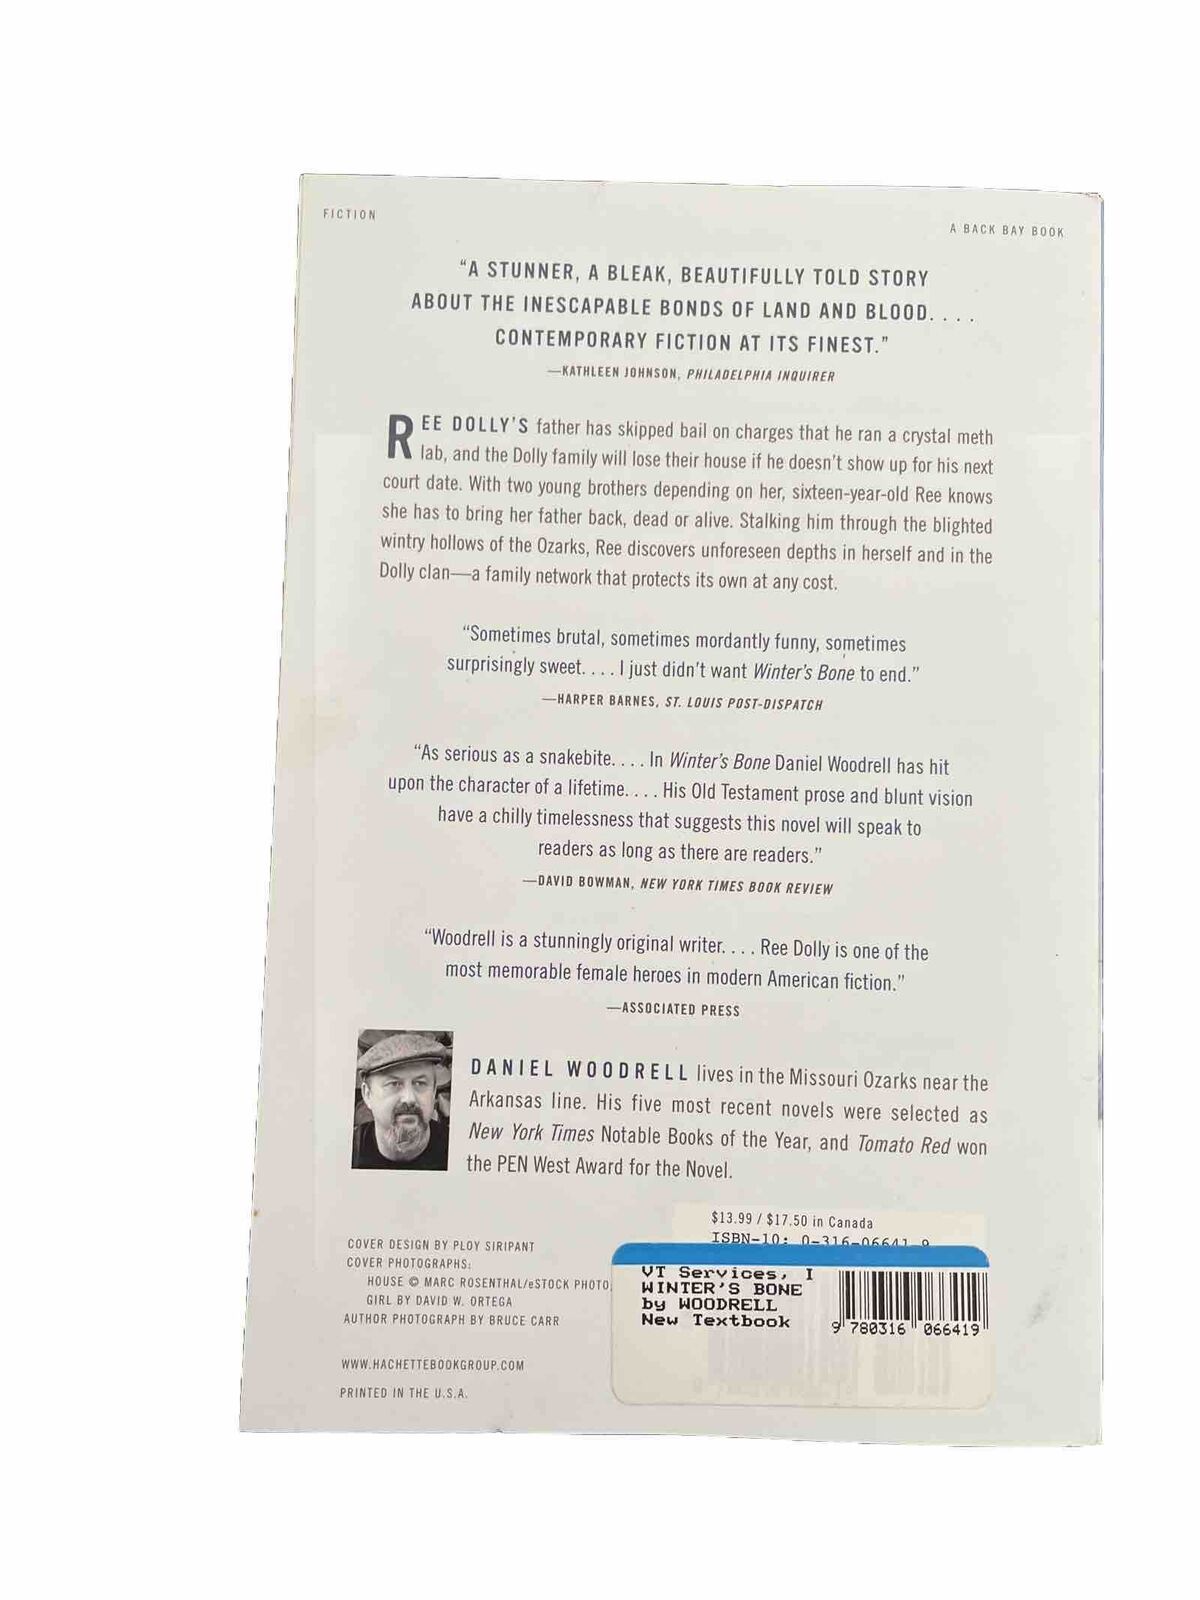 FICTION
A BACK BAY BOOK
“A STUNNER, A BLEAK, BEAUTIFULLY TOLD STORY
ABOUT THE INESCAPABLE BONDS OF LAND AND BLOOD. . . .
CONTEMPORARY FICTION AT ITS FINEST.”
—KATHLEEN JOHNSON, PHILADELPHIA INQUIRER
REE DOLLY’S father has skipped bail on charges that he ran a crystal meth
lab, and the Dolly family will lose their house if he doesn’t show up for his next
court date. With two young brothers depending on her, sixteen-year-old Ree knows
she has to bring her father back, dead or alive. Stalking him through the blighted
wintry hollows of the Ozarks, Ree discovers unforeseen depths in herself and in the
Dolly clan—a family network that protects its own at any cost.
“Sometimes brutal, sometimes mordantly funny, sometimes
surprisingly sweet. . . . I just didn’t want Winter’s Bone to end.”
—HARPER BARNES, ST. LOUIS POST-DISPATCH
“As serious as a snakebite. . . . In Winter’s Bone Daniel Woodrell has hit
upon the character of a lifetime. . . . His Old Testament prose and blunt vision
have a chilly timelessness that suggests this novel will speak to
readers as long as there are readers.”
—DAVID BOWMAN, NEW YORK TIMES BOOK REVIEW
“Woodrell is a stunningly original writer. . . . Ree Dolly is one of the
most memorable female heroes in modern American fiction.”
—ASSOCIATED PRESS
DANIEL WOODRELL lives in the Missouri Ozarks near the
Arkansas line. His five most recent novels were selected as
New York Times Notable Books of the Year, and Tomato Red won
the PEN West Award for the Novel.
$13.99 / $17.50 in Canada
ISBN-10: 0-316-06641 9
COVER DESIGN BY PLOY SIRIPANT
COVER PHOTOGRAPHS:
HOUSE © MARC ROSENTHAL/eSTOCK PHOTO
GIRL BY DAVID W. ORTEGA
AUTHOR PHOTOGRAPH BY BRUCE CARR
WWW.HACHETTEBOOKGROUP.COM
PRINTED IN THE U.S.A.
VT Services, I
WINTER'S BONE
by WOODRELL
New Textbook
9 780316 066419